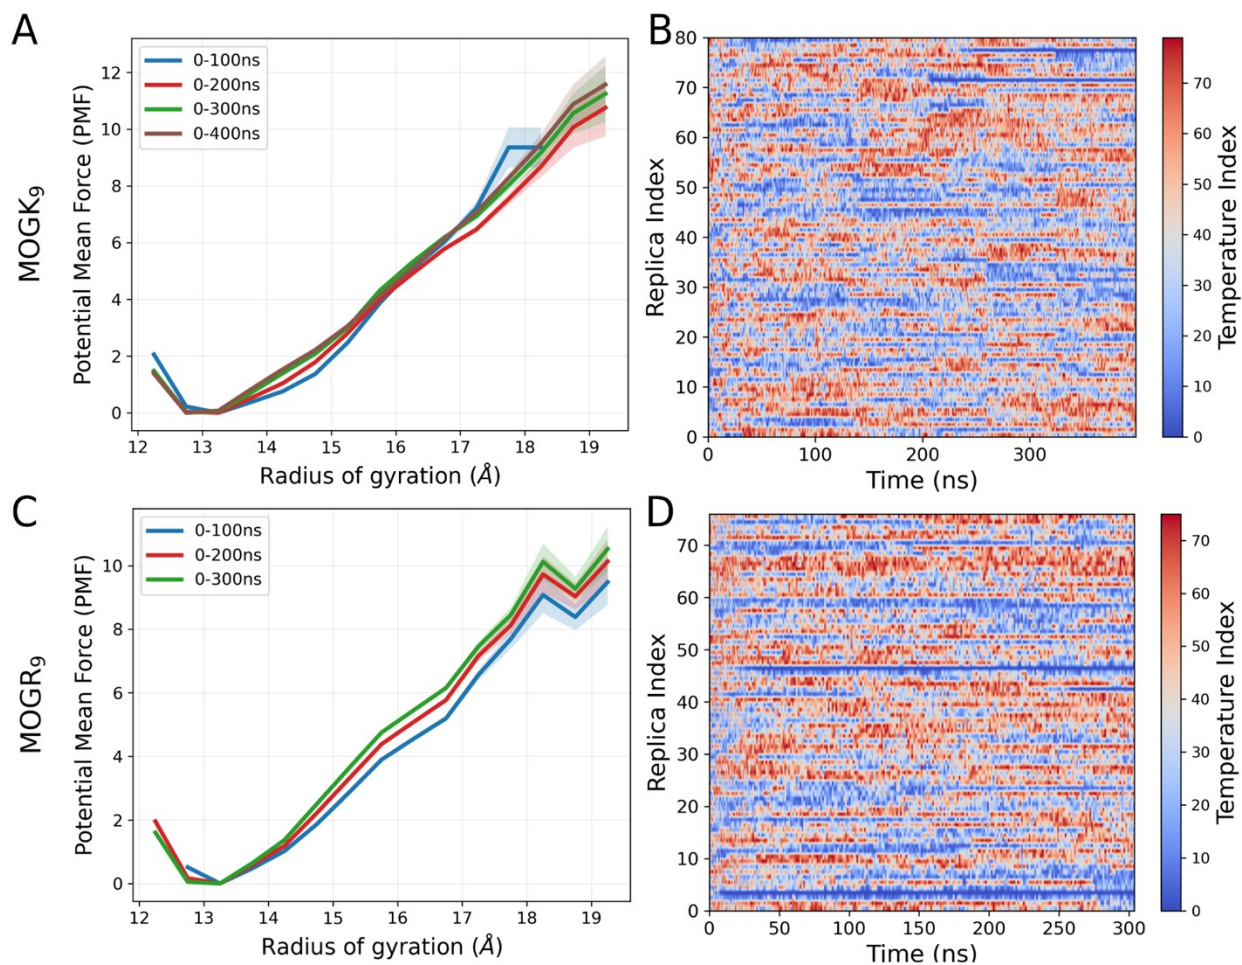 A
MOGK9
Potential Mean Force (PMF)
12
10
8
6
4
2
0
0-100ns
0-200ns
0-300ns
0-400ns
12 13 14 15 16 17 18 19
Radius of gyration (Å)
B
Replica Index
80
70
60
50
40
30
20
10
0
0 100 200 300
Time (ns)
70
60
50
40
30
20
10
0
Temperature Index
C
MOGR9
Potential Mean Force (PMF)
10
8
6
4
2
0
0-100ns
0-200ns
0-300ns
12 13 14 15 16 17 18 19
Radius of gyration (Å)
D
Replica Index
70
60
50
40
30
20
10
0
0 50 100 150 200 250 300
Time (ns)
70
60
50
40
30
20
10
0
Temperature Index